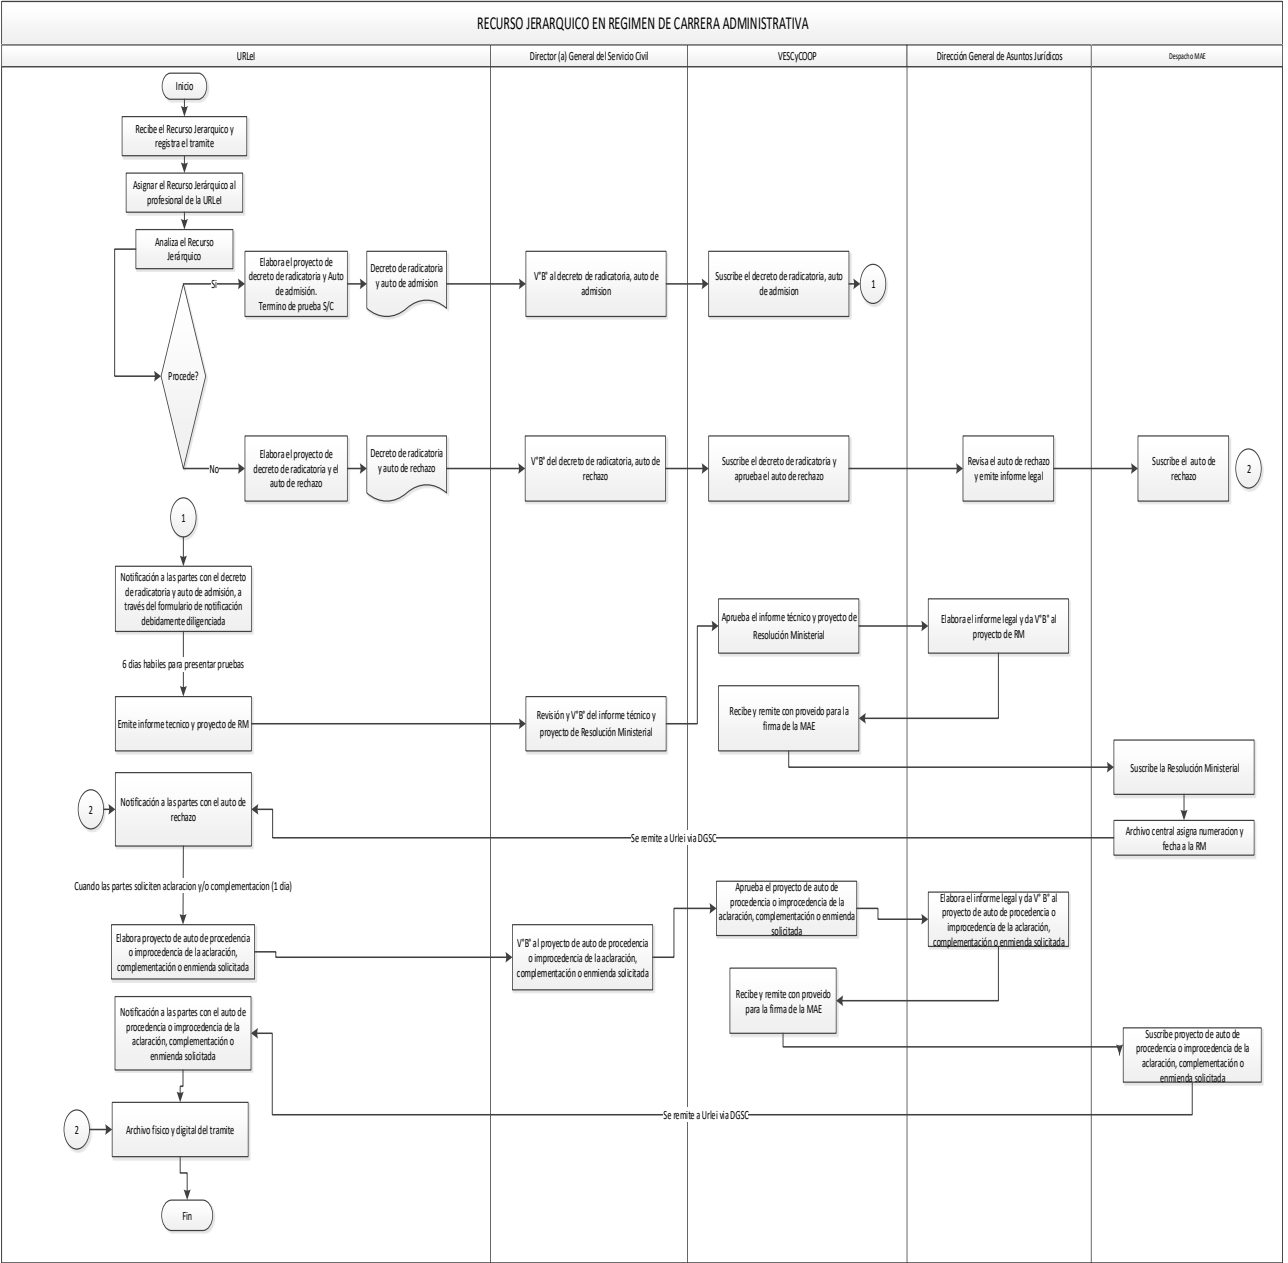 RECURSO JERARQUICO EN REGIMEN DE CARRERA ADMINISTRATIVA
URLeI
Director (a) General del Servicio Civil
VESCyCOOP
Dirección General de Asuntos Jurídicos
Despacho MAE
Inicio
Recibe el Recurso Jerarquico y
registra el tramite
Asignar el Recurso Jerárquico al
profesional de la URLeI
Analiza el Recurso
Jerárquico
Procede?
Si
Elabora el proyecto de
decreto de radicatoria y Auto
de admisión.
Termino de prueba S/C
Decreto de radicatoria
y auto de admision
V°B° al decreto de radicatoria, auto de
admision
Suscribe el decreto de radicatoria, auto
de admision
1
No
Elabora el proyecto de
decreto de radicatoria y el
auto de rechazo
Decreto de radicatoria
y auto de rechazo
V°B° del decreto de radicatoria, auto de
rechazo
Suscribe el decreto de radicatoria y
aprueba el auto de rechazo
Revisa el auto de rechazo
y emite informe legal
Suscribe el auto de
rechazo
2
1
Notificación a las partes con el decreto
de radicatoria y auto de admisión, a
través del formulario de notificación
debidamente diligenciada
6 dias habiles para presentar pruebas
Emite informe tecnico y proyecto de RM
Revisión y V°B° del informe técnico y
proyecto de Resolución Ministerial
Aprueba el informe técnico y proyecto de
Resolución Ministerial
Elabora el informe legal y da V°B° al
proyecto de RM
Recibe y remite con proveido para la
firma de la MAE
Suscribe la Resolución Ministerial
Archivo central asigna numeracion y
fecha a la RM
Se remite a Urlei via DGSC
2
Notificación a las partes con el auto de
rechazo
Cuando las partes soliciten aclaracion y/o complementacion (1 dia)
Elabora proyecto de auto de procedencia
o improcedencia de la aclaración,
complementación o enmienda solicitada
V°B° al proyecto de auto de procedencia
o improcedencia de la aclaración,
complementación o enmienda solicitada
Aprueba el proyecto de auto de
procedencia o improcedencia de la
aclaración, complementación o enmienda
solicitada
Elabora el informe legal y da V° B° al
proyecto de auto de procedencia o
improcedencia de la aclaración,
complementación o enmienda solicitada
Recibe y remite con proveido
para la firma de la MAE
Suscribe proyecto de auto de
procedencia o improcedencia de la
aclaración, complementación o
enmienda solicitada
Se remite a Urlei via DGSC
Notificación a las partes con el auto de
procedencia o improcedencia de la
aclaración, complementación o
enmienda solicitada
2
Archivo fisico y digital del tramite
Fin